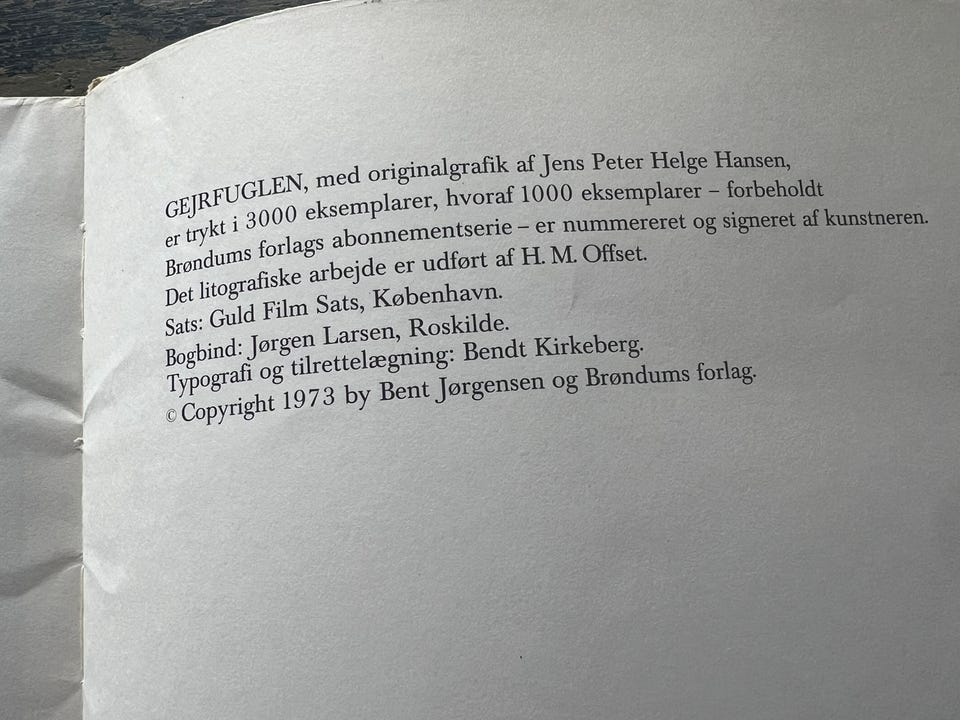 GEJRFUGLEN, med originalgrafik af Jens Peter Helge Hansen,
er trykt i 3000 eksemplarer, hvoraf 1000 eksemplarer – forbeholdt
Brøndums forlags abonnementserie – er nummereret og signeret af kunstneren.
Det litografiske arbejde er udført af H. M. Offset.
Sats: Guld Film Sats, København.
Bogbind: Jørgen Larsen, Roskilde.
Typografi og tilrettelægning: Bendt Kirkeberg.
© Copyright 1973 by Bent Jørgensen og Brøndums forlag.